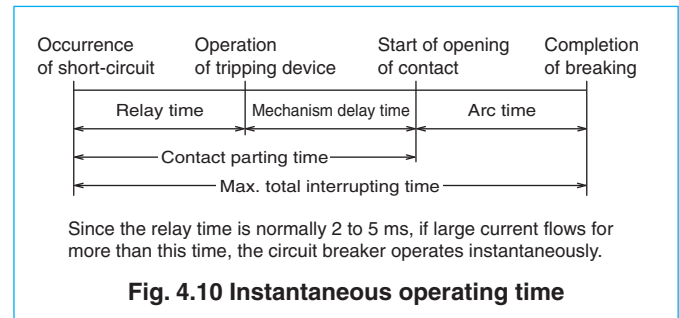 Occurrence
of short-circuit
Operation
of tripping device
Start of opening
of contact
Completion
of breaking
Relay time
Mechanism delay time
Arc time
Contact parting time
Max. total interrupting time
Since the relay time is normally 2 to 5 ms, if large current flows for
more than this time, the circuit breaker operates instantaneously.
Fig. 4.10 Instantaneous operating time